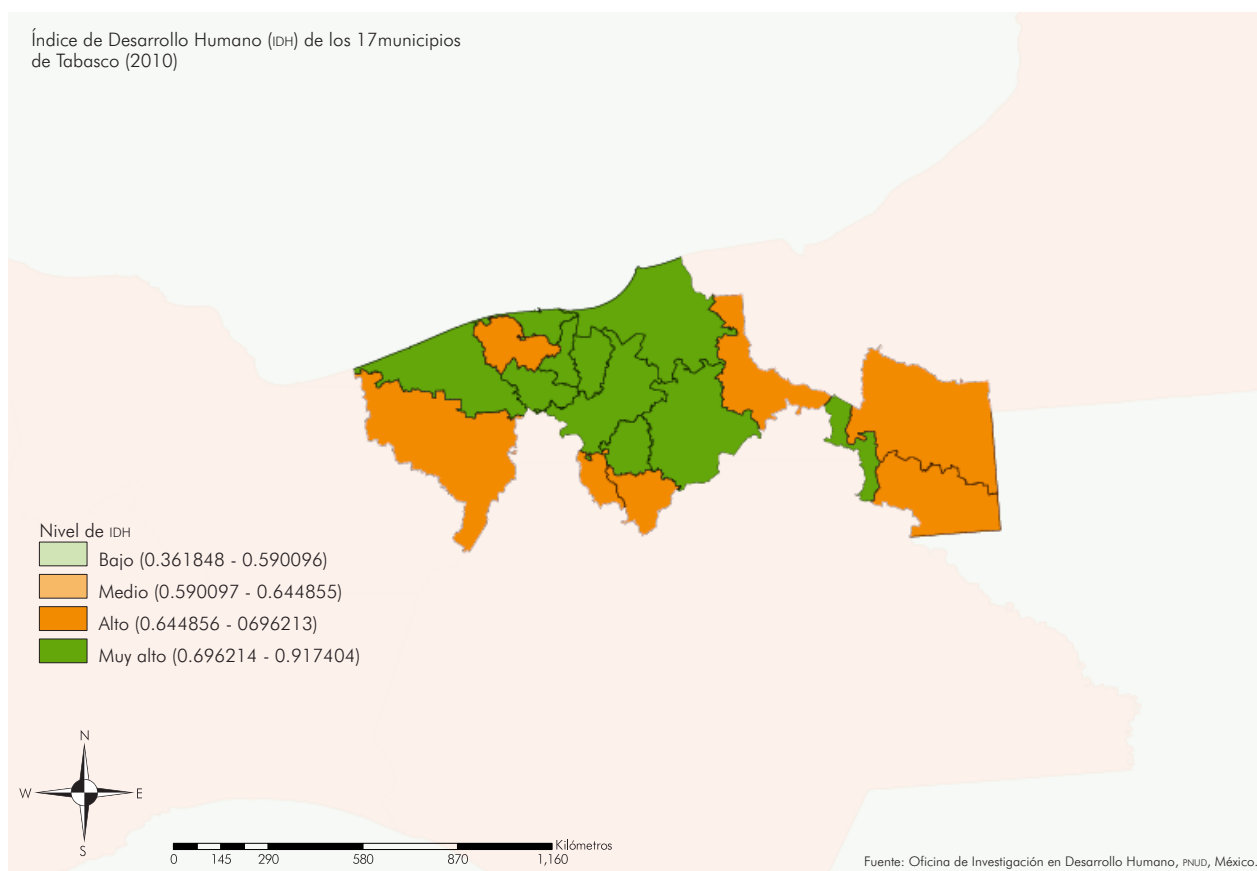 Índice de Desarrollo Humano (IDH) de los 17municipios
de Tabasco (2010)
Nivel de IDH
Bajo (0.361848 - 0.590096)
Medio (0.590097 - 0.644855)
Alto (0.644856 - 0696213)
Muy alto (0.696214 - 0.917404)
N
W E
S
Kilómetros
0 145 290 580 870 1,160
Fuente: Oficina de Investigación en Desarrollo Humano, PNUD, México.